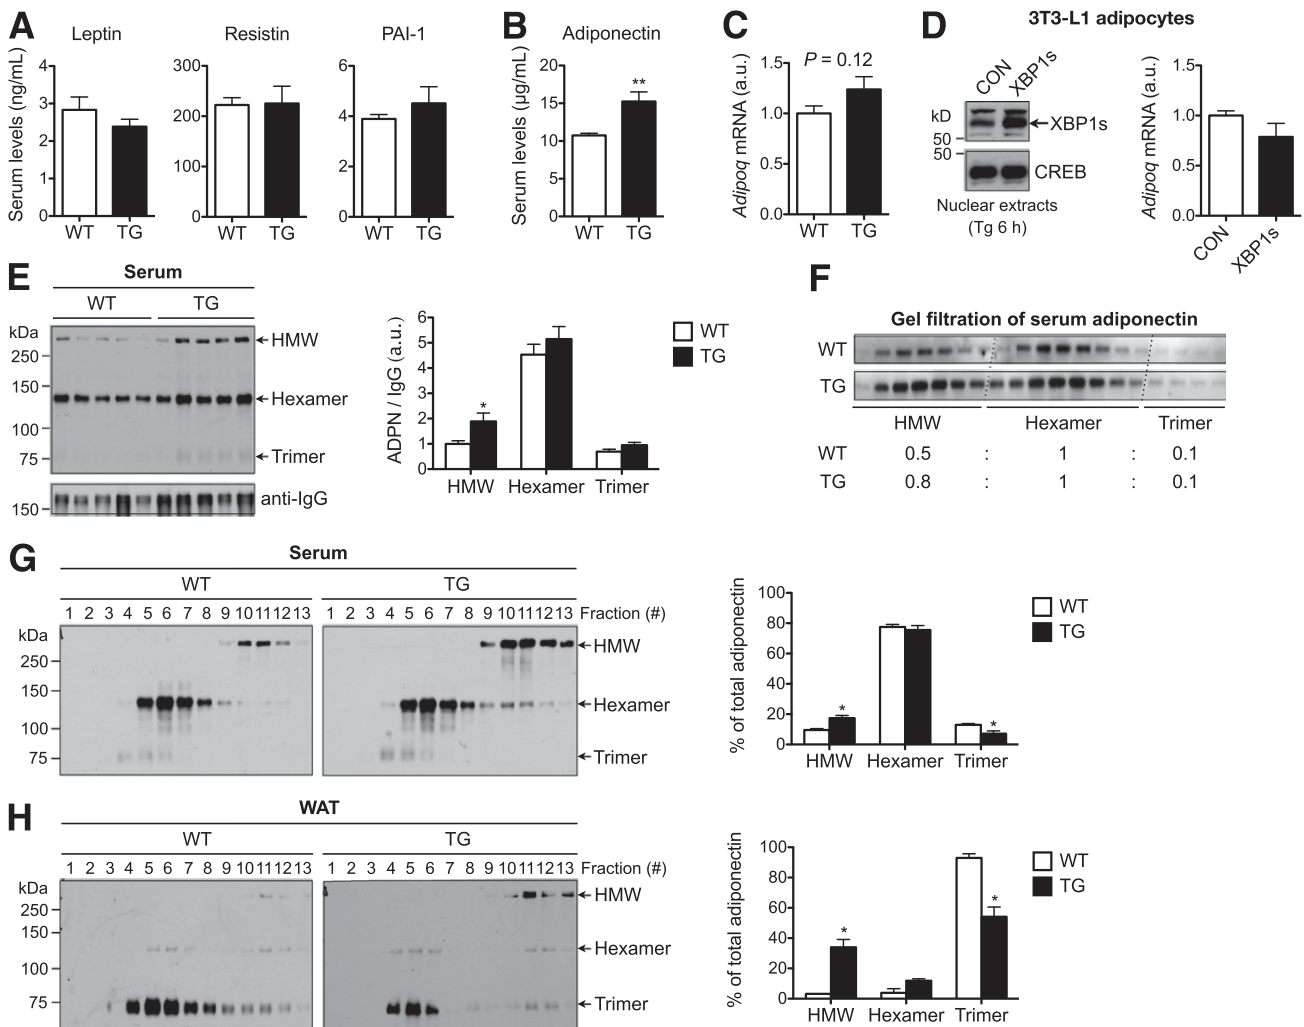 A
Leptin
Resistin
PAI-1
Serum levels (ng/mL)
4
3
2
1
0
WT TG
300
200
100
0
WT TG
6
4
2
0
WT TG
B
Adiponectin
Serum levels (µg/mL)
20
15
10
5
0
**
WT TG
C
P = 0.12
Adipoq mRNA (a.u.)
1.5
1.0
0.5
0.0
WT TG
D
3T3-L1 adipocytes
CON
XBP1s
kD
50
50
XBP1s
CREB
Nuclear extracts
(Tg 6 h)
Adipoq mRNA (a.u.)
1.5
1.0
0.5
0.0
CON
XBP1s
E
Serum
WT TG
kDa
250
150
100
75
150
HMW
Hexamer
Trimer
anti-IgG
ADPN / IgG (a.u.)
6
5
4
3
2
1
0
*
HMW Hexamer Trimer
WT
TG
F
Gel filtration of serum adiponectin
WT
TG
HMW Hexamer Trimer
WT 0.5 : 1 : 0.1
TG 0.8 : 1 : 0.1
G
Serum
WT TG
1 2 3 4 5 6 7 8 9 10 11 12 13 1 2 3 4 5 6 7 8 9 10 11 12 13 Fraction (#)
kDa
250
150
100
75
HMW
Hexamer
Trimer
% of total adiponectin
100
80
60
40
20
0
*
*
HMW Hexamer Trimer
WT
TG
H
WAT
WT TG
1 2 3 4 5 6 7 8 9 10 11 12 13 1 2 3 4 5 6 7 8 9 10 11 12 13 Fraction (#)
kDa
250
150
100
75
HMW
Hexamer
Trimer
% of total adiponectin
100
80
60
40
20
0
*
*
HMW Hexamer Trimer
WT
TG